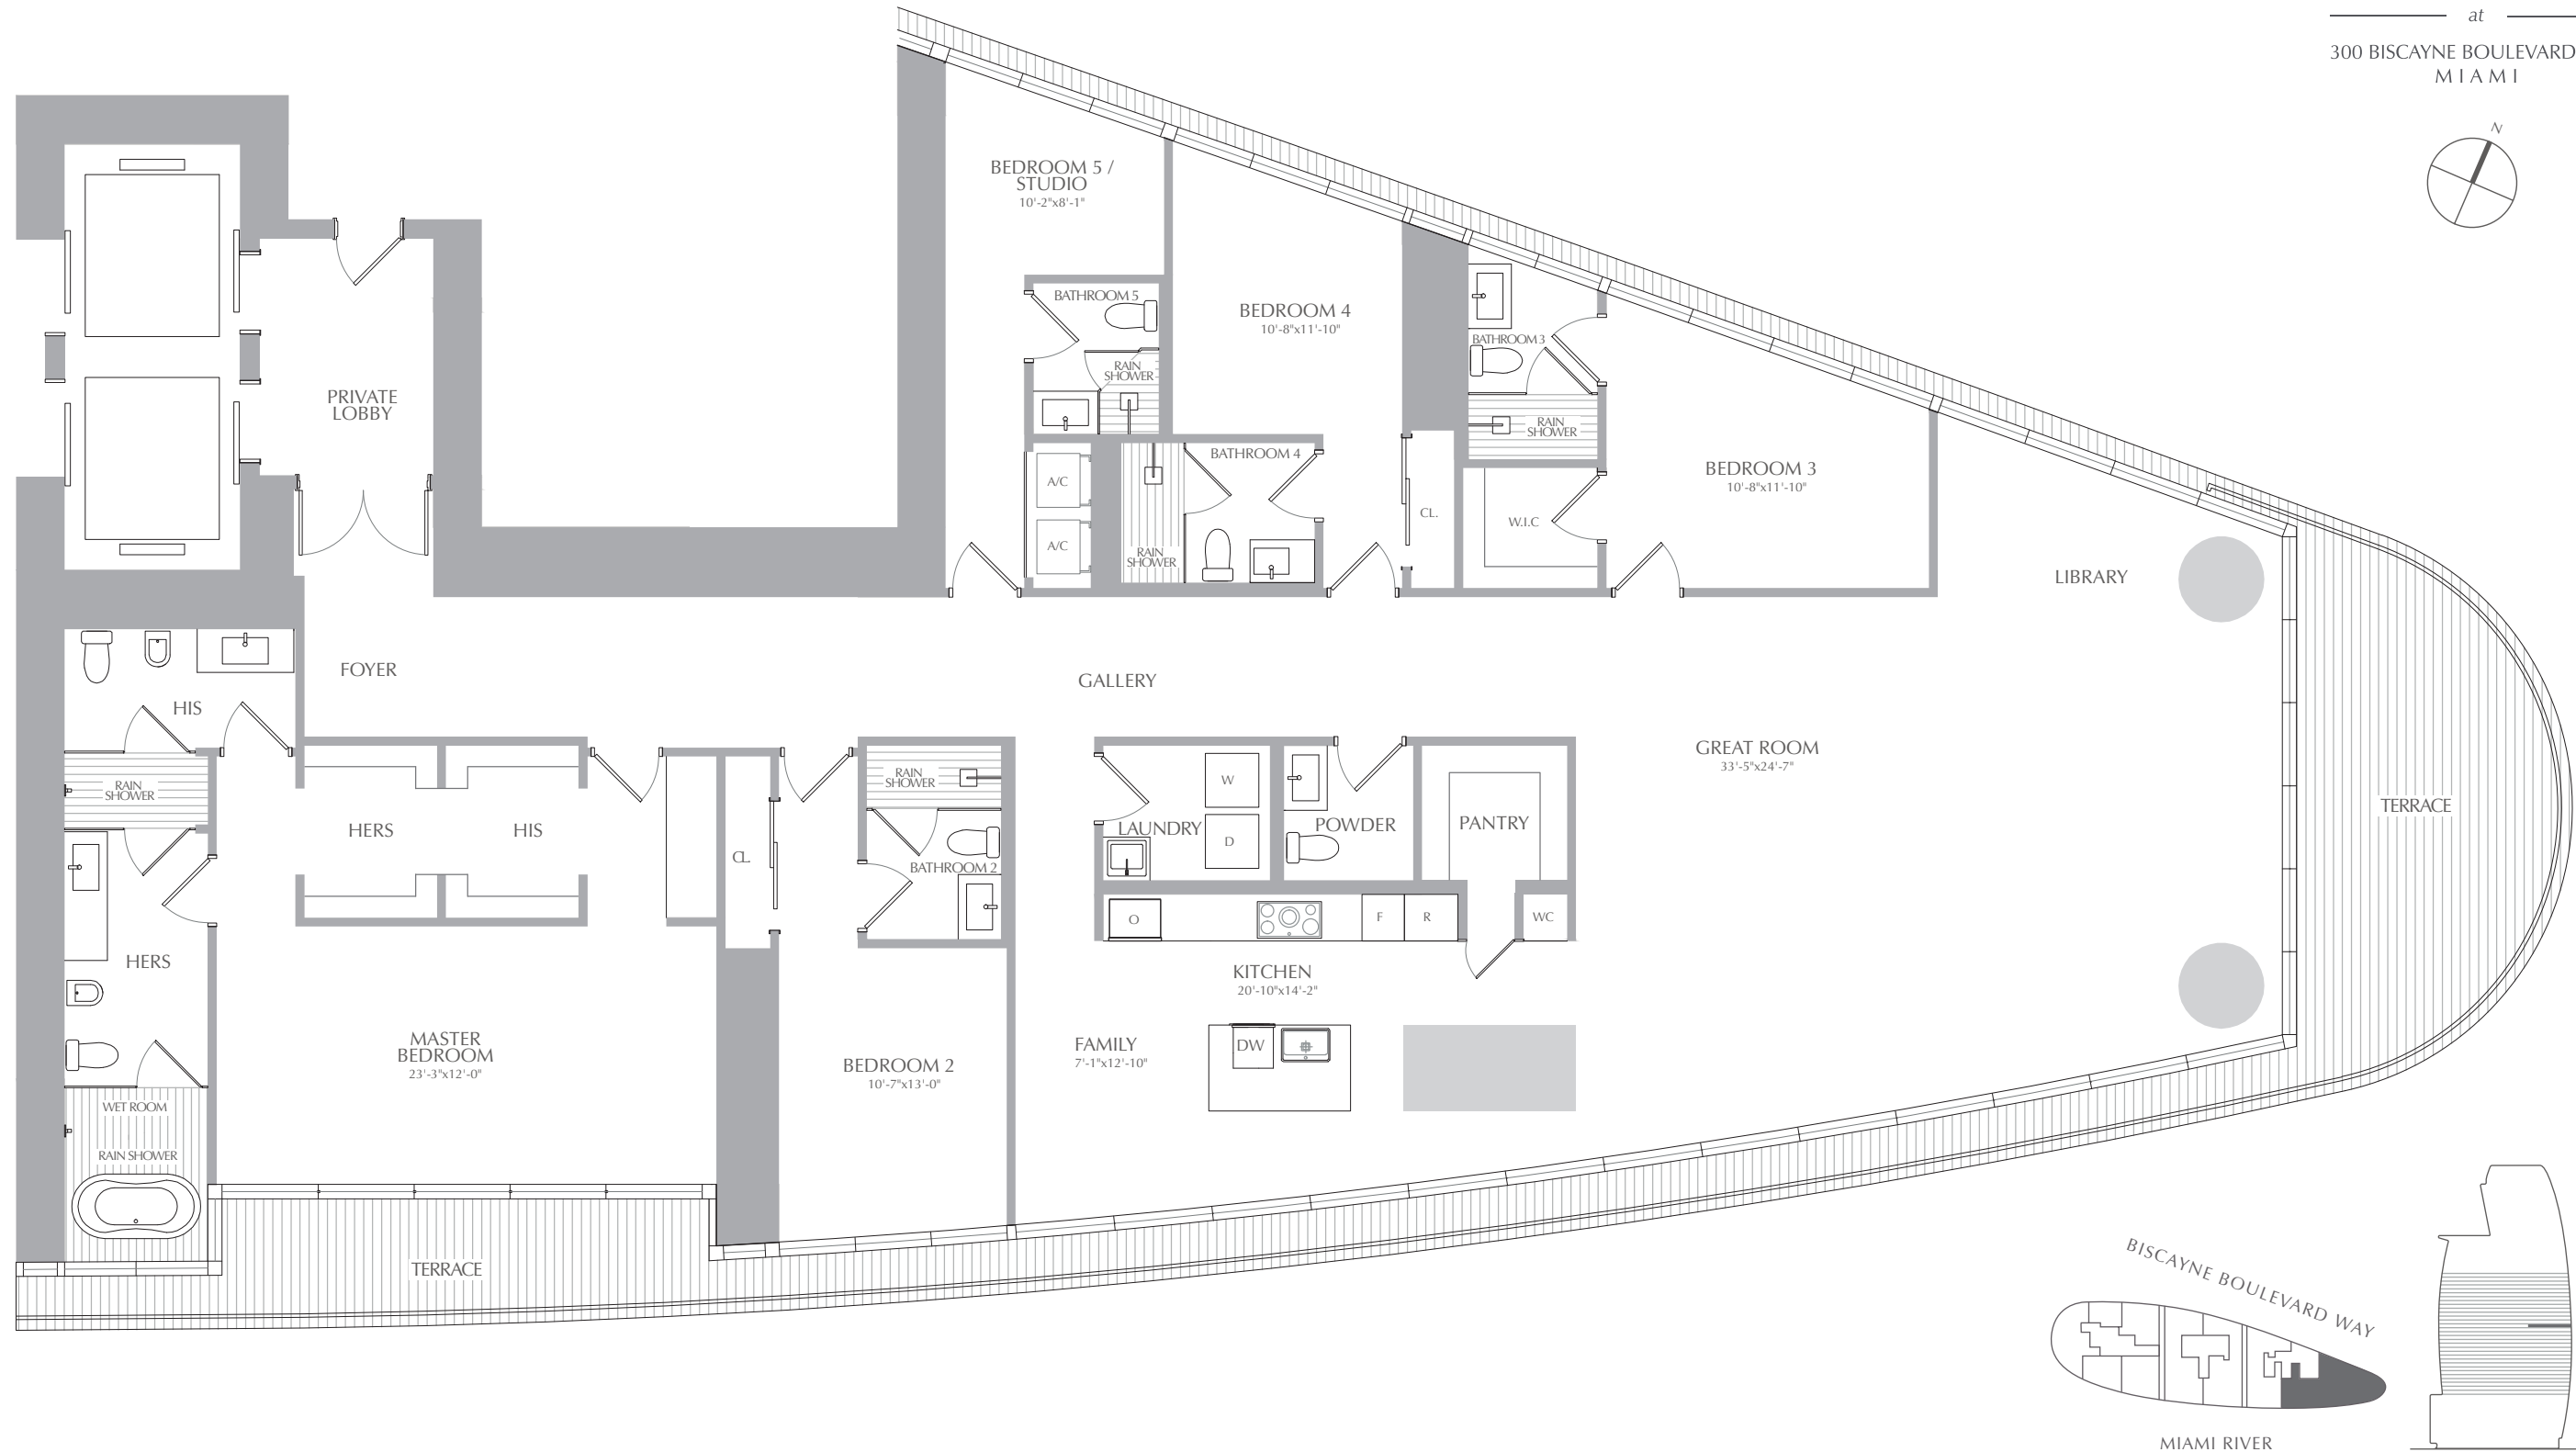 at
300 BISCAYNE BOULEVARD
MIAMI
N
BEDROOM 5 /
STUDIO
10'-2"x8'-1"
BATHROOM 5
RAIN
SHOWER
BEDROOM 4
10'-8"x11'-10"
BATHROOM 3
RAIN
SHOWER
PRIVATE
LOBBY
BATHROOM 4
RAIN
SHOWER
A/C
A/C
CL.
W.I.C
BEDROOM 3
10'-8"x11'-10"
LIBRARY
FOYER
GALLERY
HIS
RAIN
SHOWER
HERS
HIS
CL.
RAIN
SHOWER
BATHROOM 2
W
D
LAUNDRY
POWDER
PANTRY
GREAT ROOM
33'-5"x24'-7"
TERRACE
O
F
R
WC
HERS
KITCHEN
20'-10"x14'-2"
MASTER
BEDROOM
23'-3"x12'-0"
BEDROOM 2
10'-7"x13'-0"
FAMILY
7'-1"x12'-10"
DW
WET ROOM
RAIN SHOWER
TERRACE
BISCAYNE BOULEVARD WAY
MIAMI RIVER